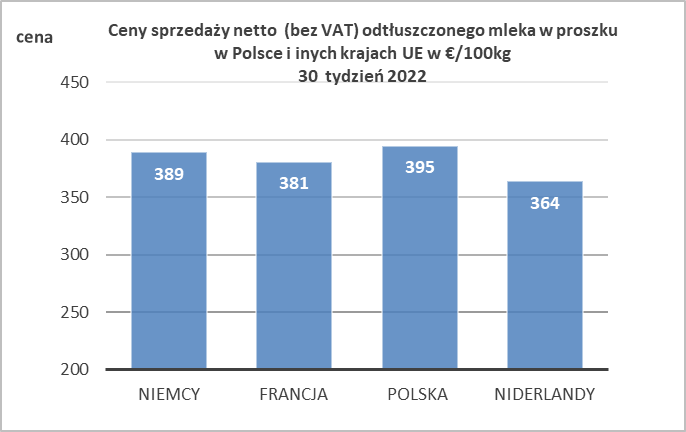 cena
Ceny sprzedaży netto (bez VAT) odtłuszczonego mleka w proszku
w Polsce i inych krajach UE w €/100kg
30 tydzień 2022
450
400
350
300
250
200
389
381
395
364
NIEMCY
FRANCJA
POLSKA
NIDERLANDY